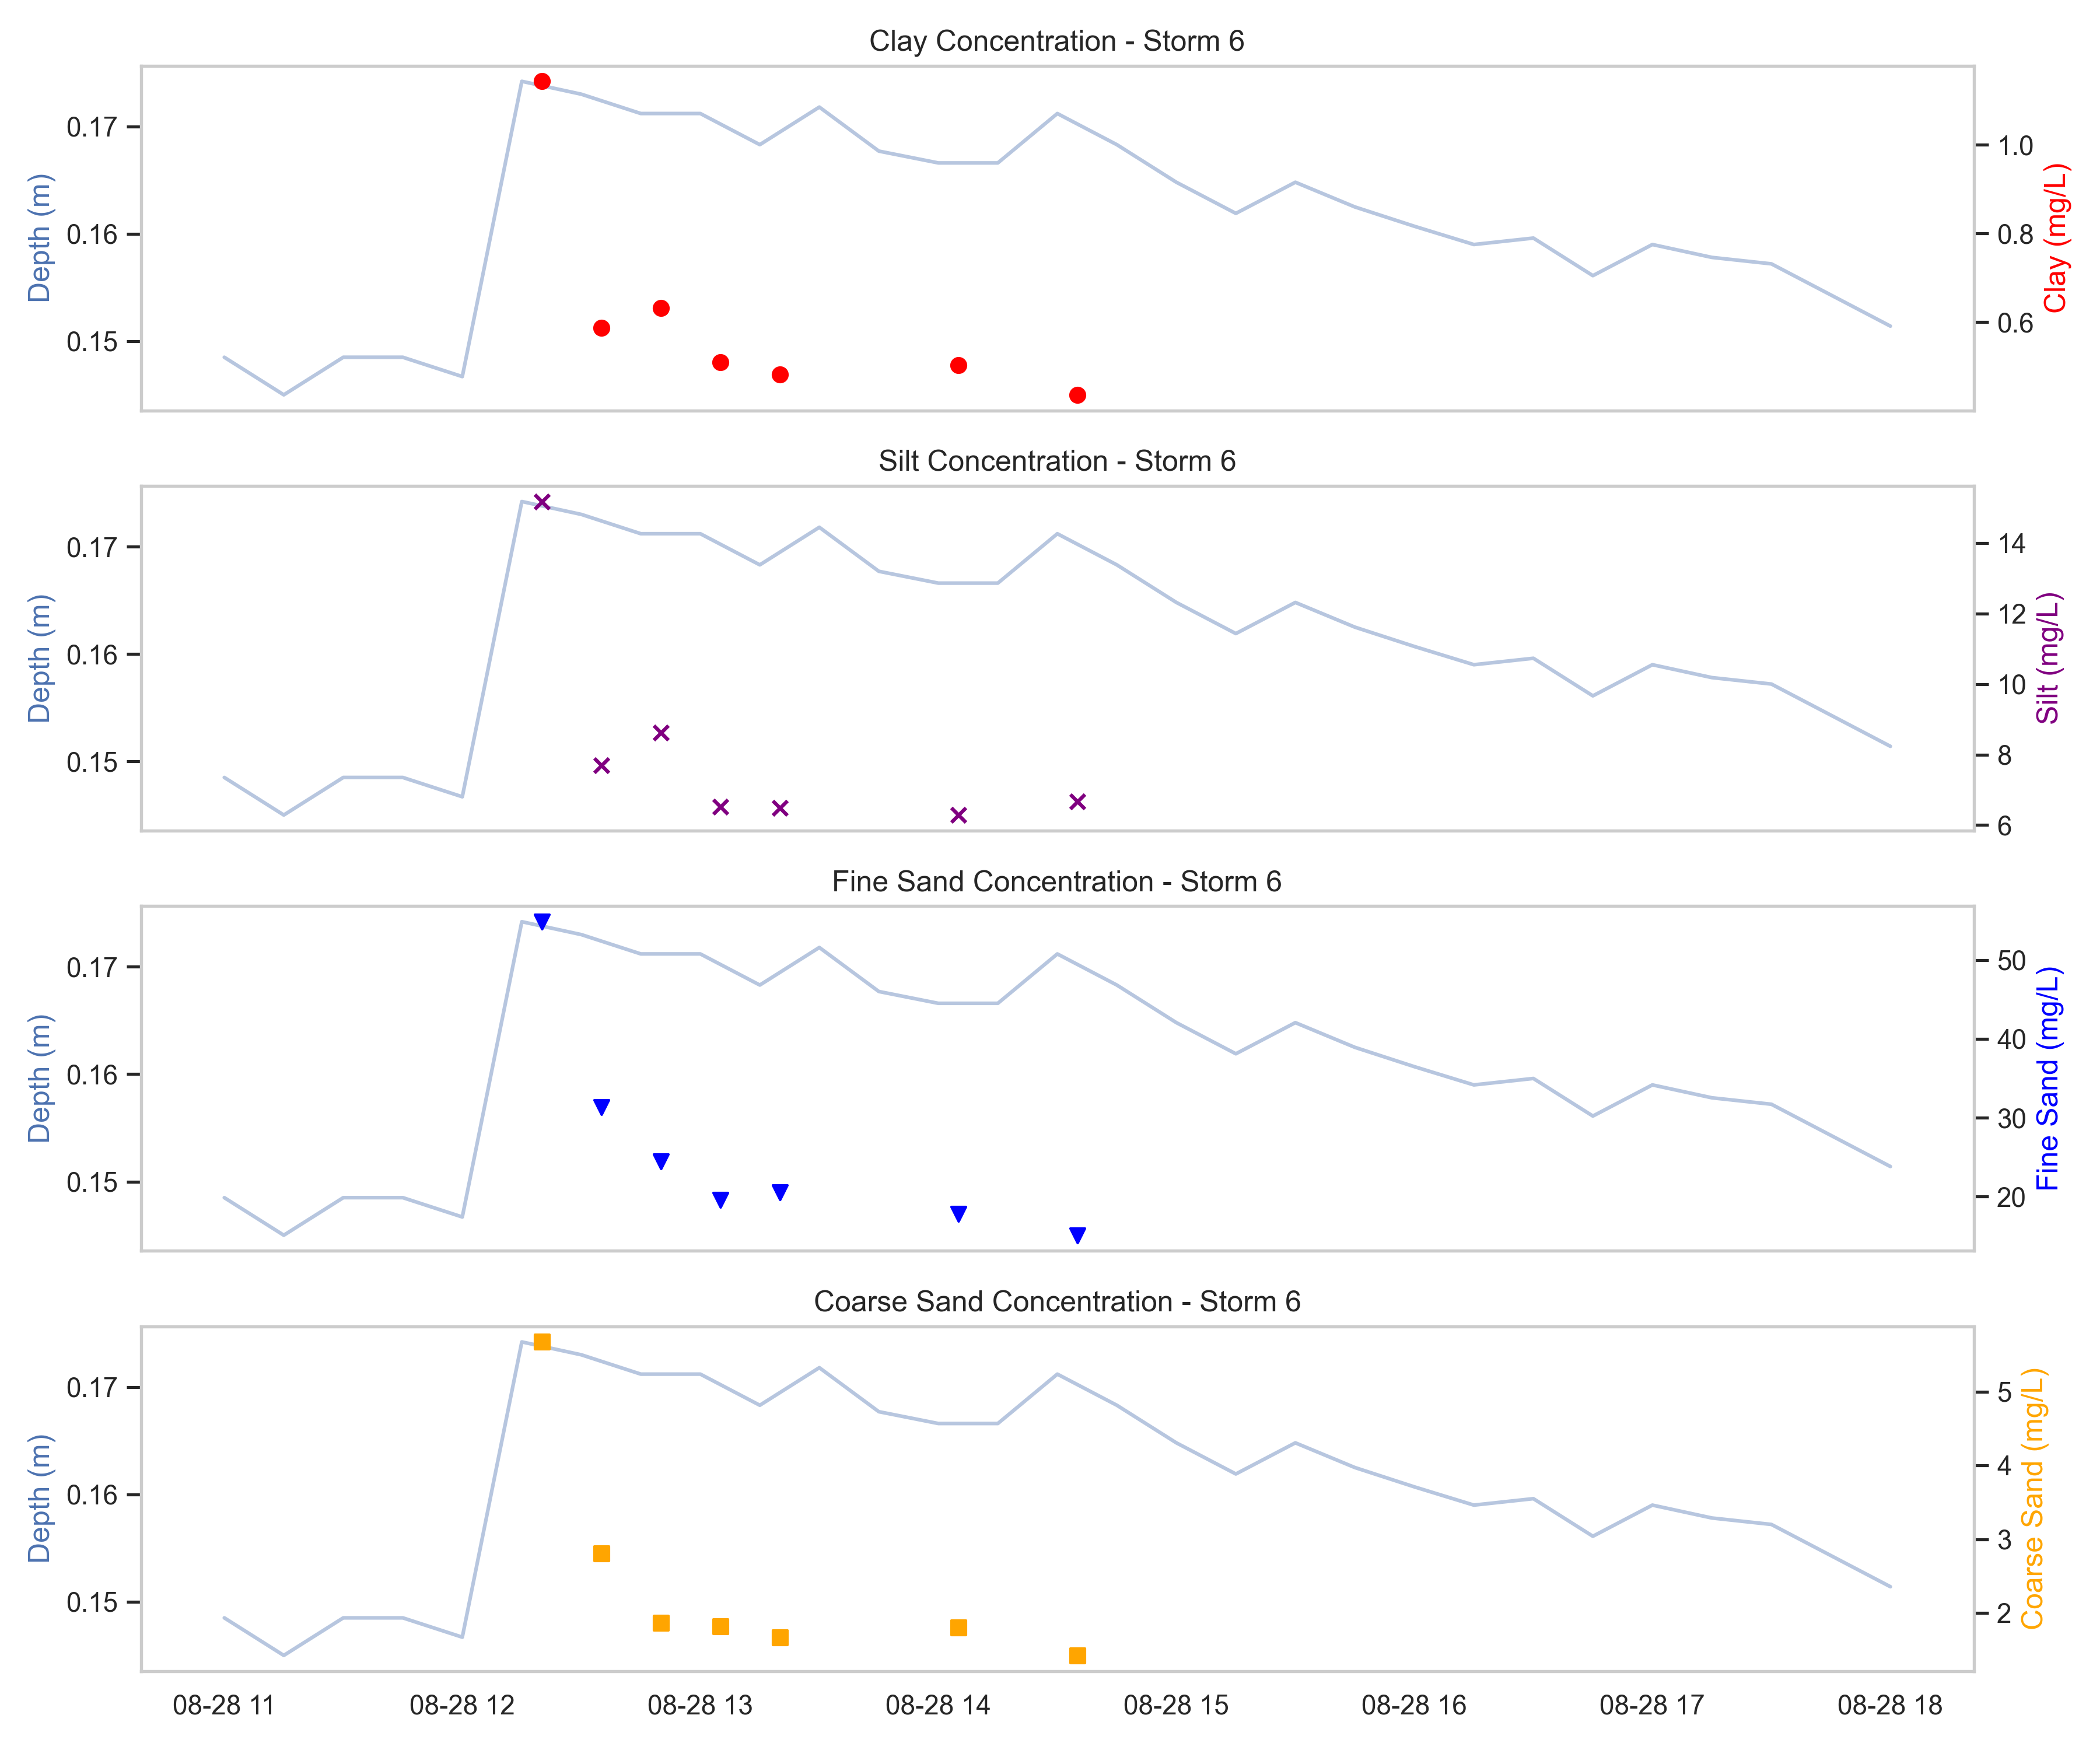 Clay Concentration - Storm 6
Depth (m)
0.17
0.16
0.15
1.0
0.8
0.6
Clay (mg/L)
Silt Concentration - Storm 6
Depth (m)
0.17
0.16
0.15
14
12
10
8
6
Silt (mg/L)
Fine Sand Concentration - Storm 6
Depth (m)
0.17
0.16
0.15
50
40
30
20
Fine Sand (mg/L)
Coarse Sand Concentration - Storm 6
Depth (m)
0.17
0.16
0.15
5
4
3
2
Coarse Sand (mg/L)
08-28 11 08-28 12 08-28 13 08-28 14 08-28 15 08-28 16 08-28 17 08-28 18